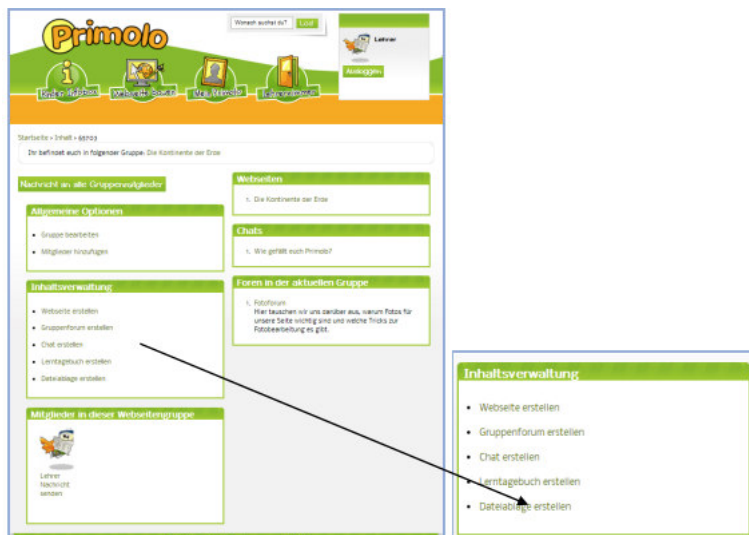 Primolo
Wonach suchst du?
Los!
Lehrer
Ausloggen
Startseite » Inhalt »
Ihr befindet euch in folgender Gruppe: Die Kontinente der Erde
Nachricht an alle Gruppenmitglieder
Allgemeine Optionen
Gruppe bearbeiten
Mitglieder hinzufügen
Inhaltsverwaltung
Webseite erstellen
Gruppenforum erstellen
Chat erstellen
Lerntagebuch erstellen
Dateiablage erstellen
Mitglieder in dieser Webseitengruppe
Lehrer
Nachricht
senden
Webseiten
1. Die Kontinente der Erde
Chats
1. Wie gefällt euch Primolo?
Foren in der aktuellen Gruppe
1. Fotoforum
Hier tauschen wir uns darüber aus, warum Fotos für
unsere Seite wichtig sind und welche Tricks zur
Fotobearbeitung es gibt.
Inhaltsverwaltung
Webseite erstellen
Gruppenforum erstellen
Chat erstellen
Lerntagebuch erstellen
Dateiablage erstellen